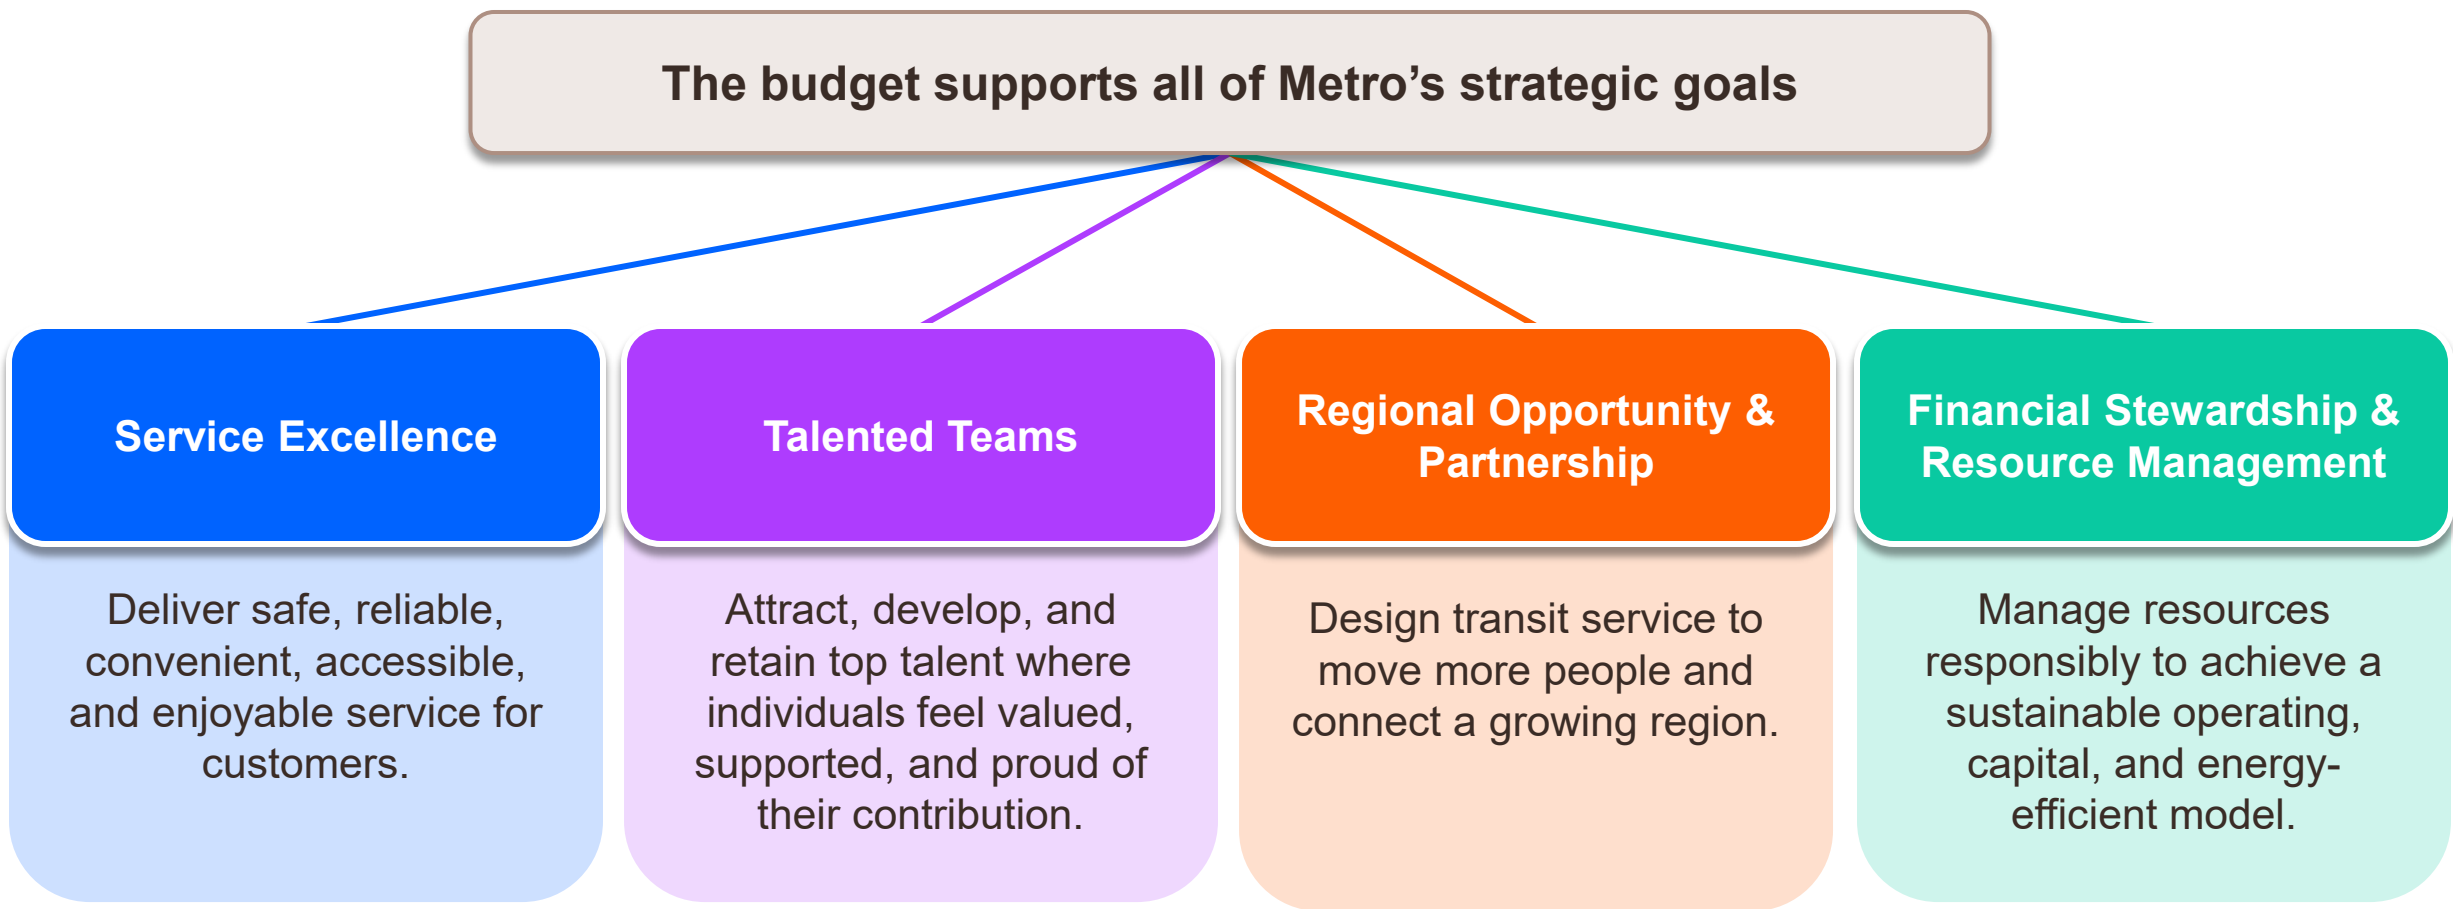 The budget supports all of Metro’s strategic goals
Service Excellence
Deliver safe, reliable,
convenient, accessible,
and enjoyable service for
customers.
Talented Teams
Attract, develop, and
retain top talent where
individuals feel valued,
supported, and proud of
their contribution.
Regional Opportunity &
Partnership
Design transit service to
move more people and
connect a growing region.
Financial Stewardship &
Resource Management
Manage resources
responsibly to achieve a
sustainable operating,
capital, and energy-
efficient model.